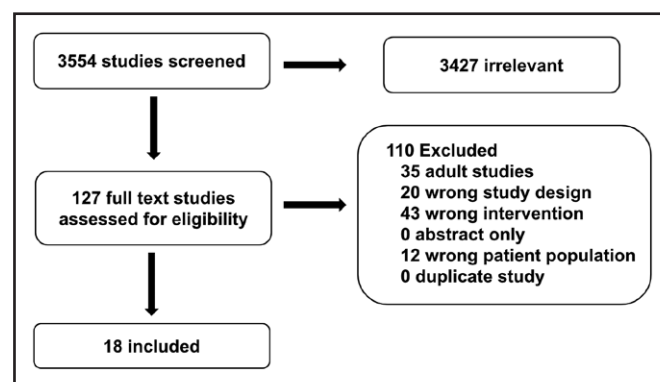 3554 studies screened
3427 irrelevant
127 full text studies
assessed for eligibility
110 Excluded
35 adult studies
20 wrong study design
43 wrong intervention
0 abstract only
12 wrong patient population
0 duplicate study
18 included